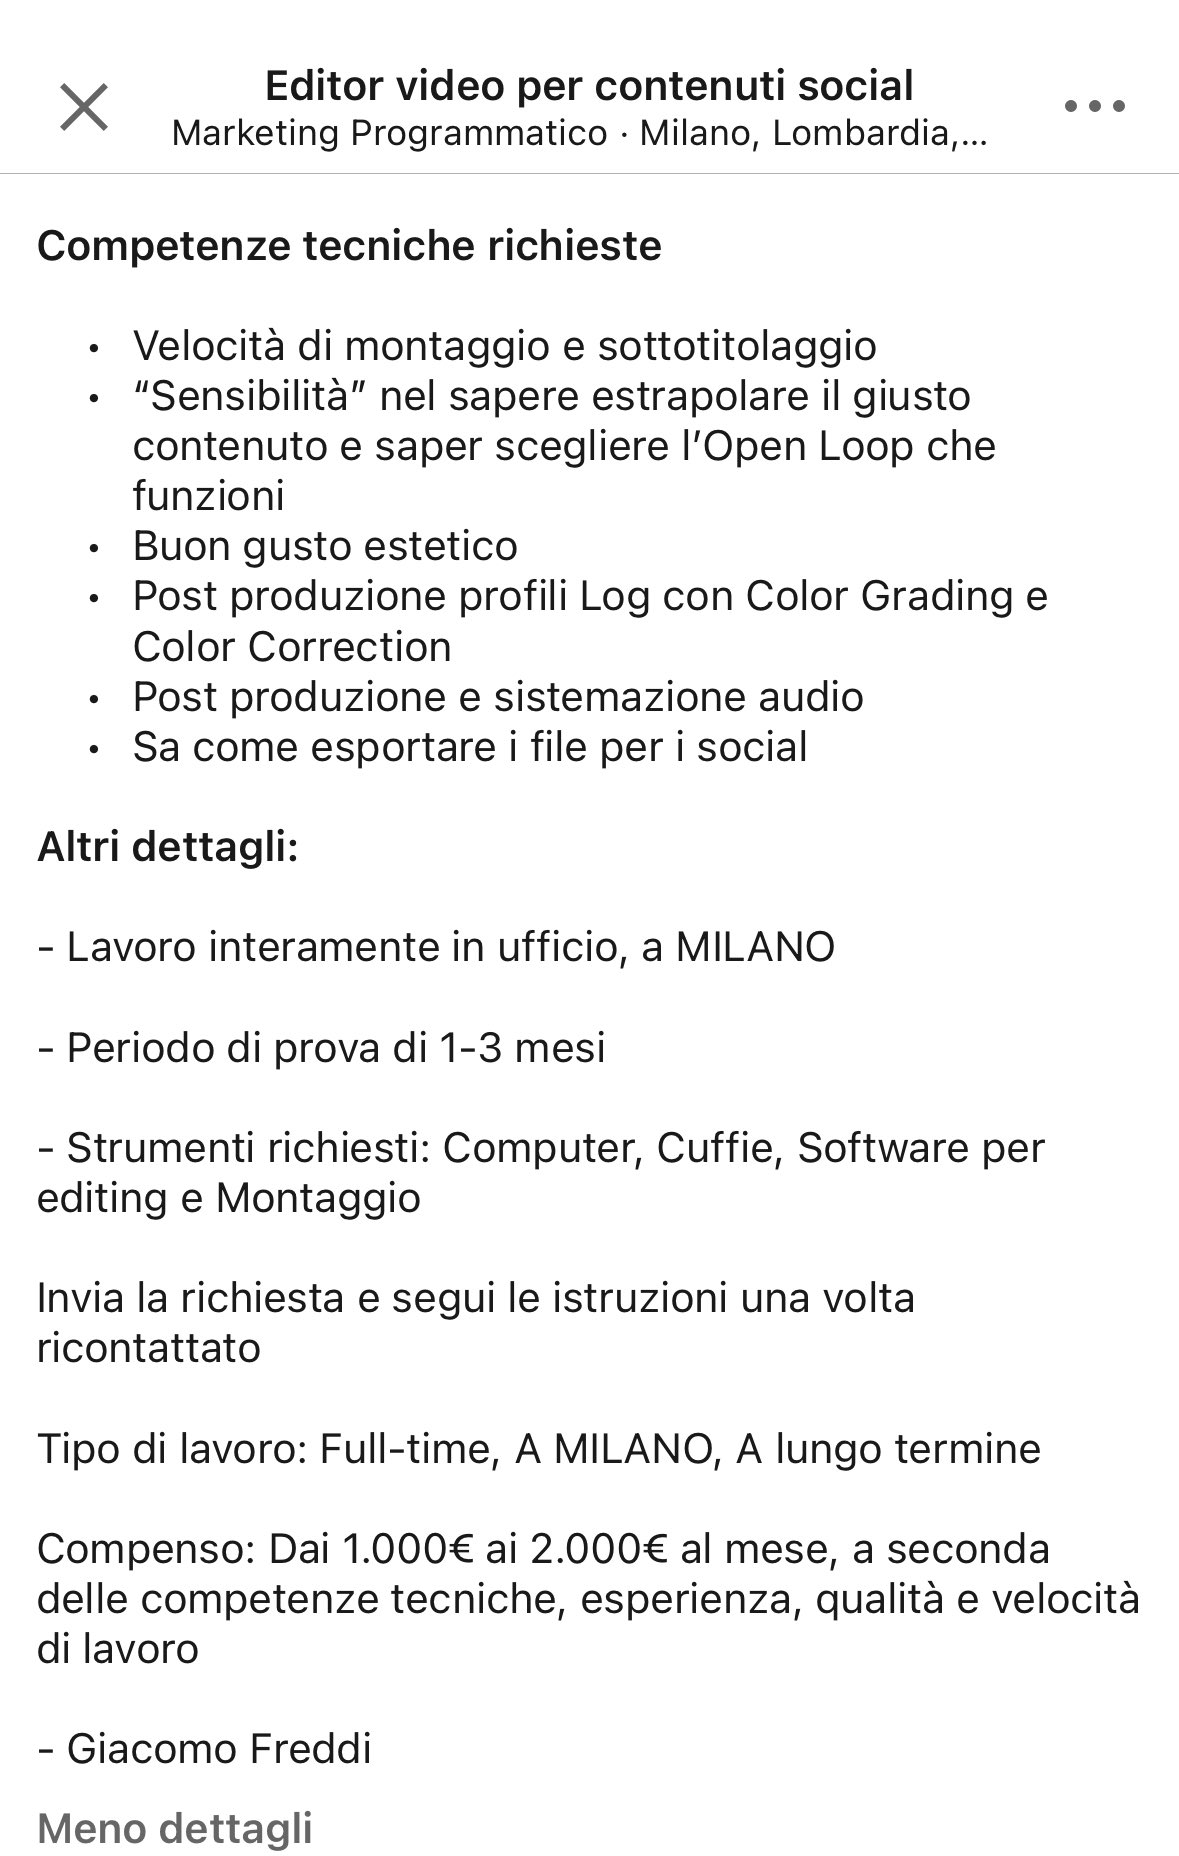 Editor video per contenuti social
Marketing Programmatico · Milano, Lombardia,...
Competenze tecniche richieste
• Velocità di montaggio e sottotitolaggio
• “Sensibilità” nel sapere estrapolare il giusto
contenuto e saper scegliere l’Open Loop che
funzioni
• Buon gusto estetico
• Post produzione profili Log con Color Grading e
Color Correction
• Post produzione e sistemazione audio
• Sa come esportare i file per i social
Altri dettagli:
- Lavoro interamente in ufficio, a MILANO
- Periodo di prova di 1-3 mesi
- Strumenti richiesti: Computer, Cuffie, Software per
editing e Montaggio
Invia la richiesta e segui le istruzioni una volta
ricontattato
Tipo di lavoro: Full-time, A MILANO, A lungo termine
Compenso: Dai 1.000€ ai 2.000€ al mese, a seconda
delle competenze tecniche, esperienza, qualità e velocità
di lavoro
- Giacomo Freddi
Meno dettagli